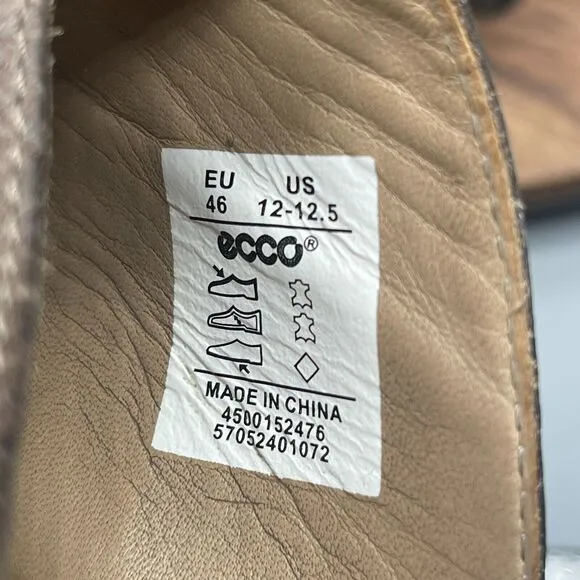 EU US
46 12-12.5
ecco®
MADE IN CHINA
4500152476
57052401072